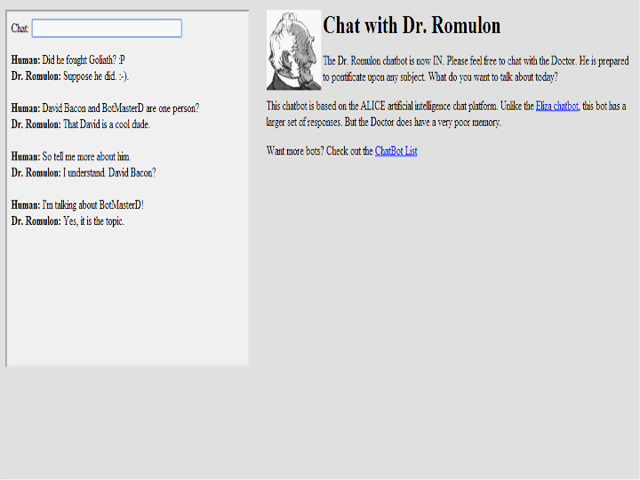 Chat:
Human: Did he fought Goliath? :P
Dr. Romulon: Suppose he did. :-).
Human: David Bacon and BotMasterD are one person?
Dr. Romulon: That David is a cool dude.
Human: So tell me more about him.
Dr. Romulon: I understand. David Bacon?
Human: I'm talking about BotMasterD!
Dr. Romulon: Yes, it is the topic.
Chat with Dr. Romulon
The Dr. Romulon chatbot is now IN. Please feel free to chat with the Doctor. He is prepared
to pontificate upon any subject. What do you want to talk about today?
This chatbot is based on the ALICE artificial intelligence chat platform. Unlike the Eliza chatbot, this bot has a
larger set of responses. But the Doctor does have a very poor memory.
Want more bots? Check out the ChatBot List